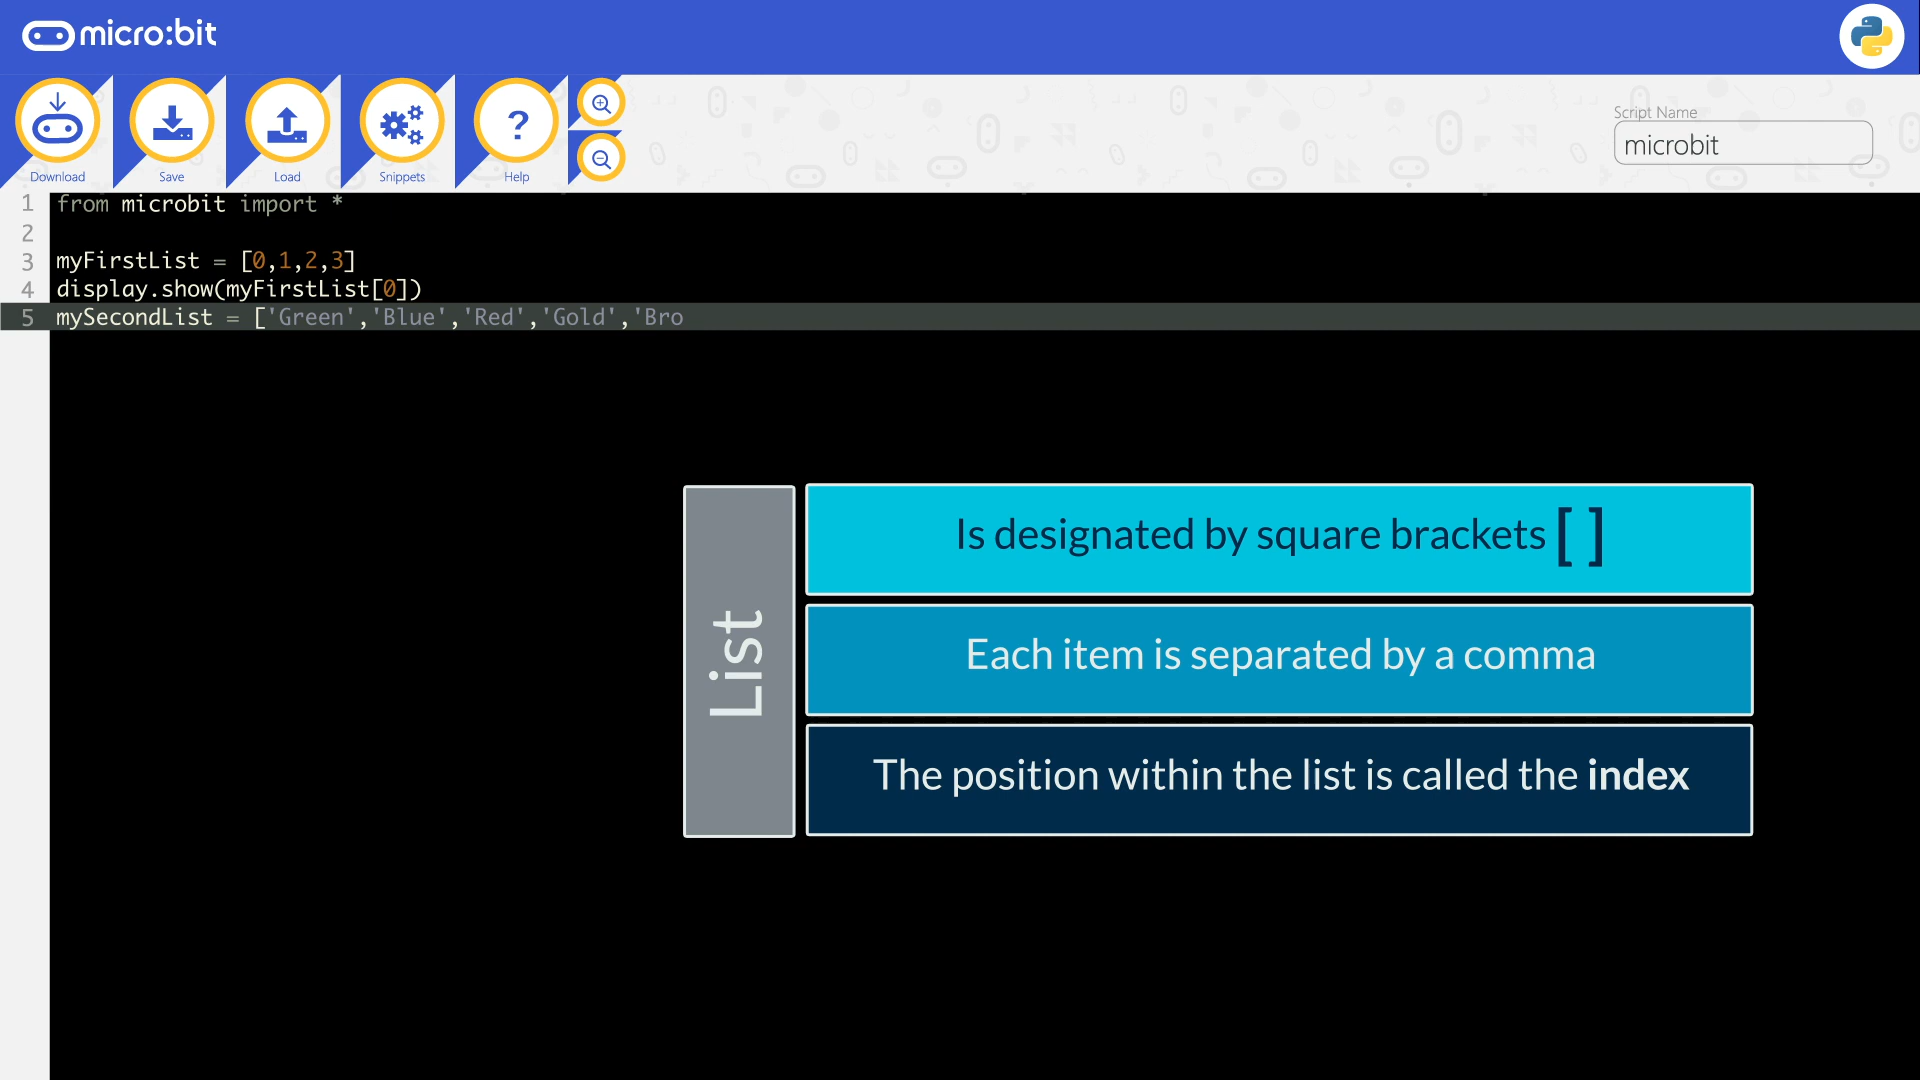 micro:bit
Download
Save
Load
Snippets
?
Help
Script Name
microbit
1 from microbit import *
2
3 myFirstList = [0,1,2,3]
4 display.show(myFirstList[0])
5 mySecondList = ['Green','Blue','Red','Gold','Bro
List
Is designated by square brackets [ ]
Each item is separated by a comma
The position within the list is called the index